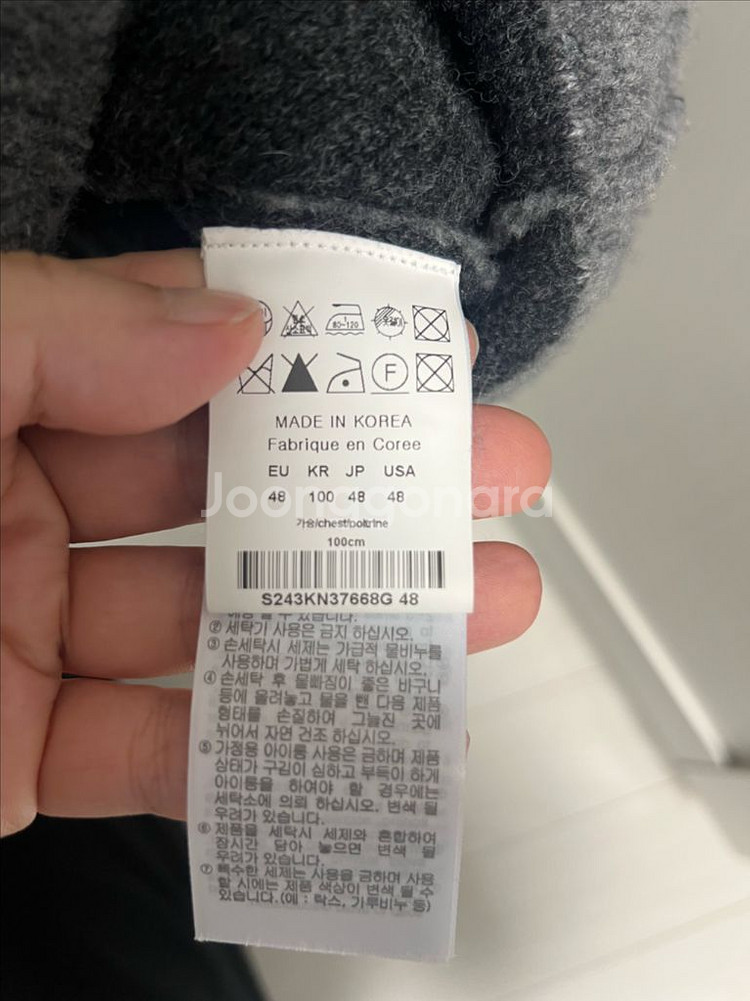 80~120
F
MADE IN KOREA
Fabrique en Coree
EU KR JP USA
48 100 48 48
Joonggonara
가슴/chest/poitrine
100cm
S243KN37668G 48
② 세탁기 사용은 금지 하십시오.
③ 손세탁시 세제는 가급적 물비누를
사용하며 가볍게 세탁 하십시오.
④ 손세탁 후 물빠짐이 좋은 바구니
등에 올려놓고 물을 뺀 다음 제품
형태를 손질하여 그늘진 곳에
뉘어서 자연 건조 하십시오.
⑤ 가정용 아이롱 사용은 금하며 제품
상태가 구김이 심하고 부득이 하게
아이롱을 하여야 할 경우에는
세탁소에 의뢰 하십시오. 변색 될
우려가 있습니다.
⑥ 제품을 세탁시 세제와 혼합하여
잠시간 담아 놓으면 변색 될
우려가 있습니다.
⑦ 특수한 세제는 사용을 금하며 사용
할 시에는 제품 색상이 변색 될 수
있습니다.(예 : 락스, 가루비누 등)